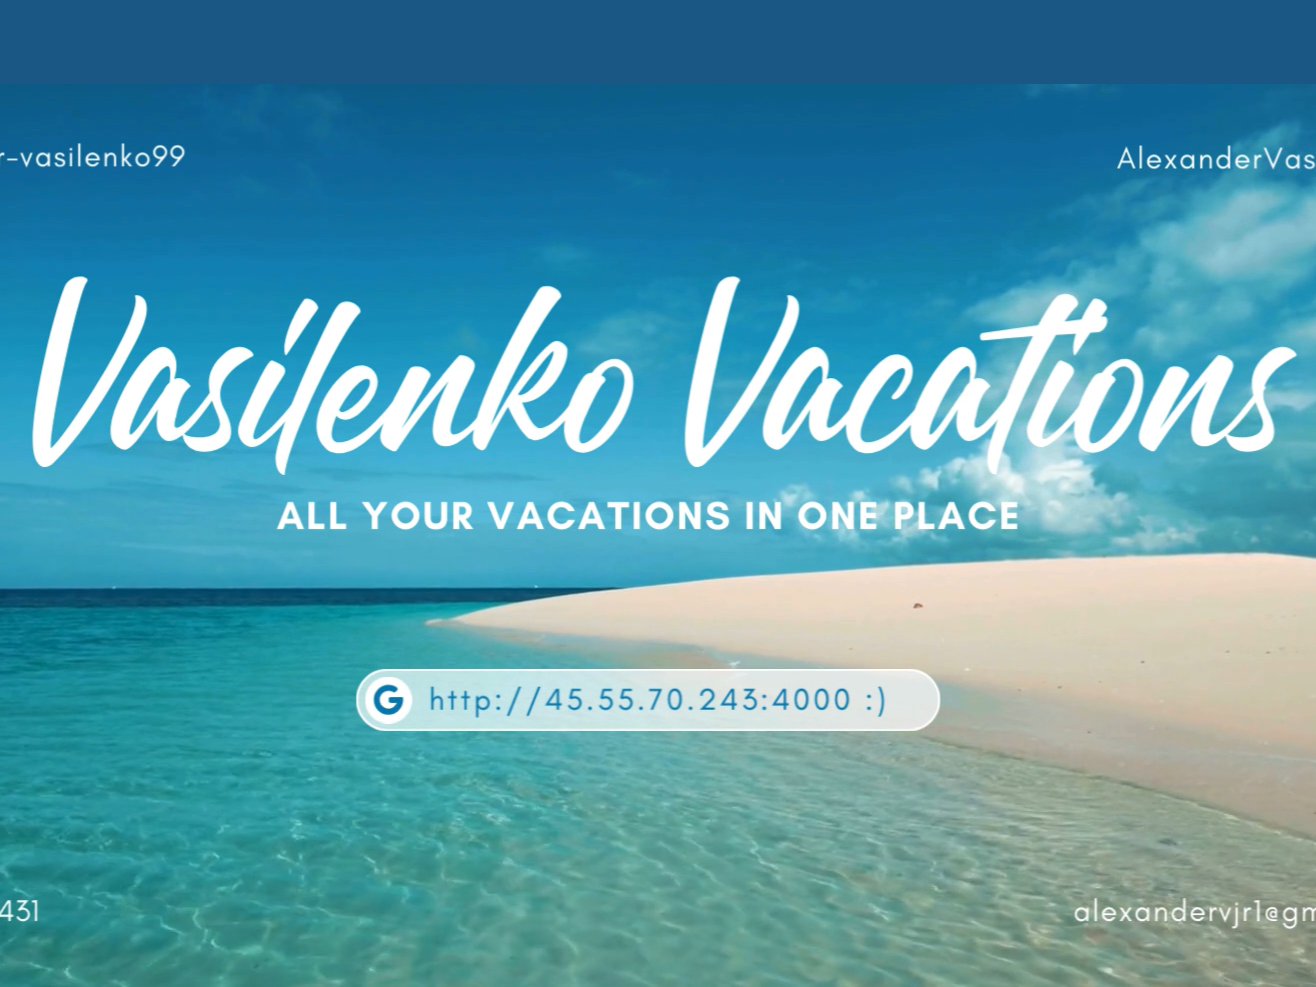 r-vasilenko99
AlexanderVas
Vasilenko Vacations
ALL YOUR VACATIONS IN ONE PLACE
G http://45.55.70.243:4000 :)
431
alexandervjr1@gm